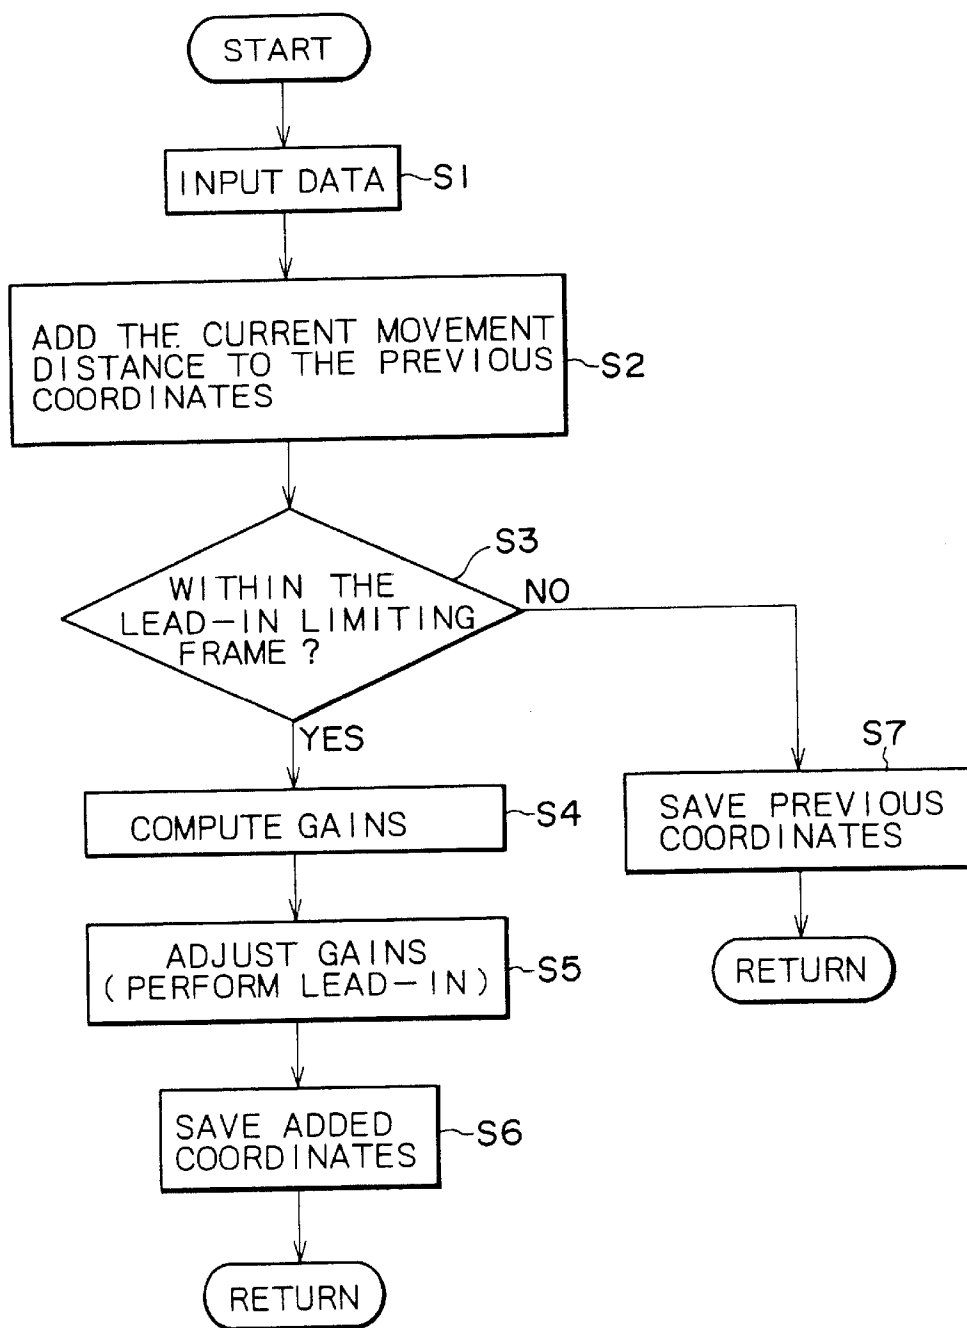 START
INPUT DATA
S1
ADD THE CURRENT MOVEMENT
DISTANCE TO THE PREVIOUS
COORDINATES
S2
S3
WITHIN THE
LEAD-IN LIMITING
FRAME?
NO
YES
COMPUTE GAINS
S4
ADJUST GAINS
(PERFORM LEAD-IN)
S5
SAVE ADDED
COORDINATES
S6
RETURN
S7
SAVE PREVIOUS
COORDINATES
RETURN